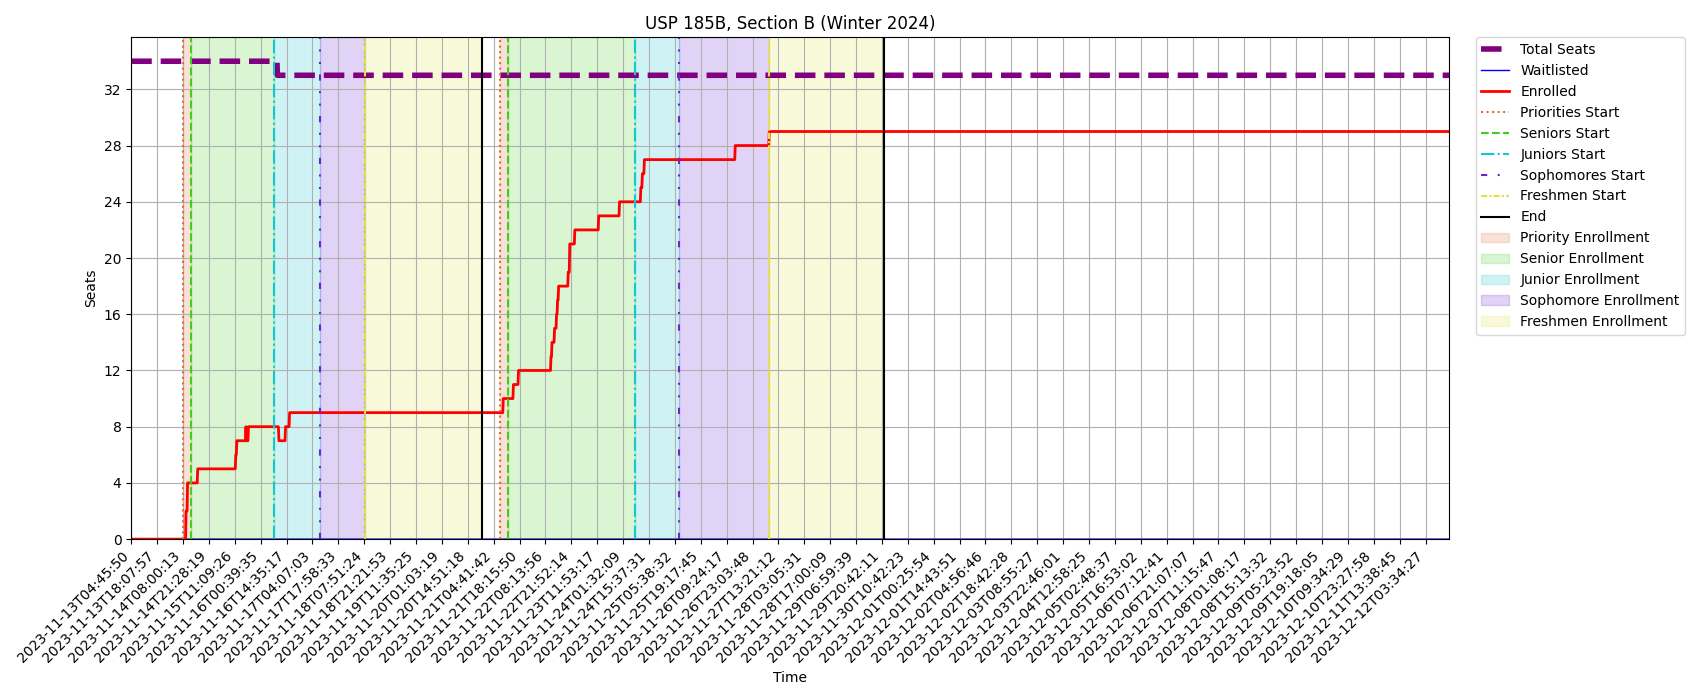 USP 185B, Section B (Winter 2024)
Total Seats
Waitlisted
Enrolled
Priorities Start
Seniors Start
Juniors Start
Sophomores Start
Freshmen Start
End
Priority Enrollment
Senior Enrollment
Junior Enrollment
Sophomore Enrollment
Freshmen Enrollment
Seats
32
28
24
20
16
12
8
4
0
2023-11-13T04:45:50
2023-11-13T18:07:57
2023-11-14T08:00:13
2023-11-14T21:28:19
2023-11-15T11:09:26
2023-11-16T00:39:35
2023-11-16T14:35:17
2023-11-17T04:07:03
2023-11-17T17:58:33
2023-11-18T07:51:24
2023-11-18T21:21:53
2023-11-19T11:35:25
2023-11-20T01:03:19
2023-11-20T14:51:18
2023-11-21T04:41:42
2023-11-21T18:15:50
2023-11-22T08:13:56
2023-11-22T21:52:14
2023-11-23T11:53:17
2023-11-24T01:32:09
2023-11-24T15:37:31
2023-11-25T05:38:32
2023-11-25T19:17:45
2023-11-26T09:24:17
2023-11-26T23:03:48
2023-11-27T13:21:12
2023-11-28T03:05:31
2023-11-28T17:00:09
2023-11-29T06:59:39
2023-11-29T20:42:11
2023-11-30T10:42:23
2023-12-01T00:25:54
2023-12-01T14:43:51
2023-12-02T04:56:46
2023-12-02T18:42:28
2023-12-03T08:55:27
2023-12-03T22:46:01
2023-12-04T12:58:25
2023-12-05T02:48:37
2023-12-05T16:53:02
2023-12-06T07:12:41
2023-12-06T21:07:07
2023-12-07T11:15:47
2023-12-08T01:08:17
2023-12-08T15:13:32
2023-12-09T05:23:52
2023-12-09T19:18:05
2023-12-10T09:34:29
2023-12-10T23:27:58
2023-12-11T13:38:45
2023-12-12T03:34:27
Time